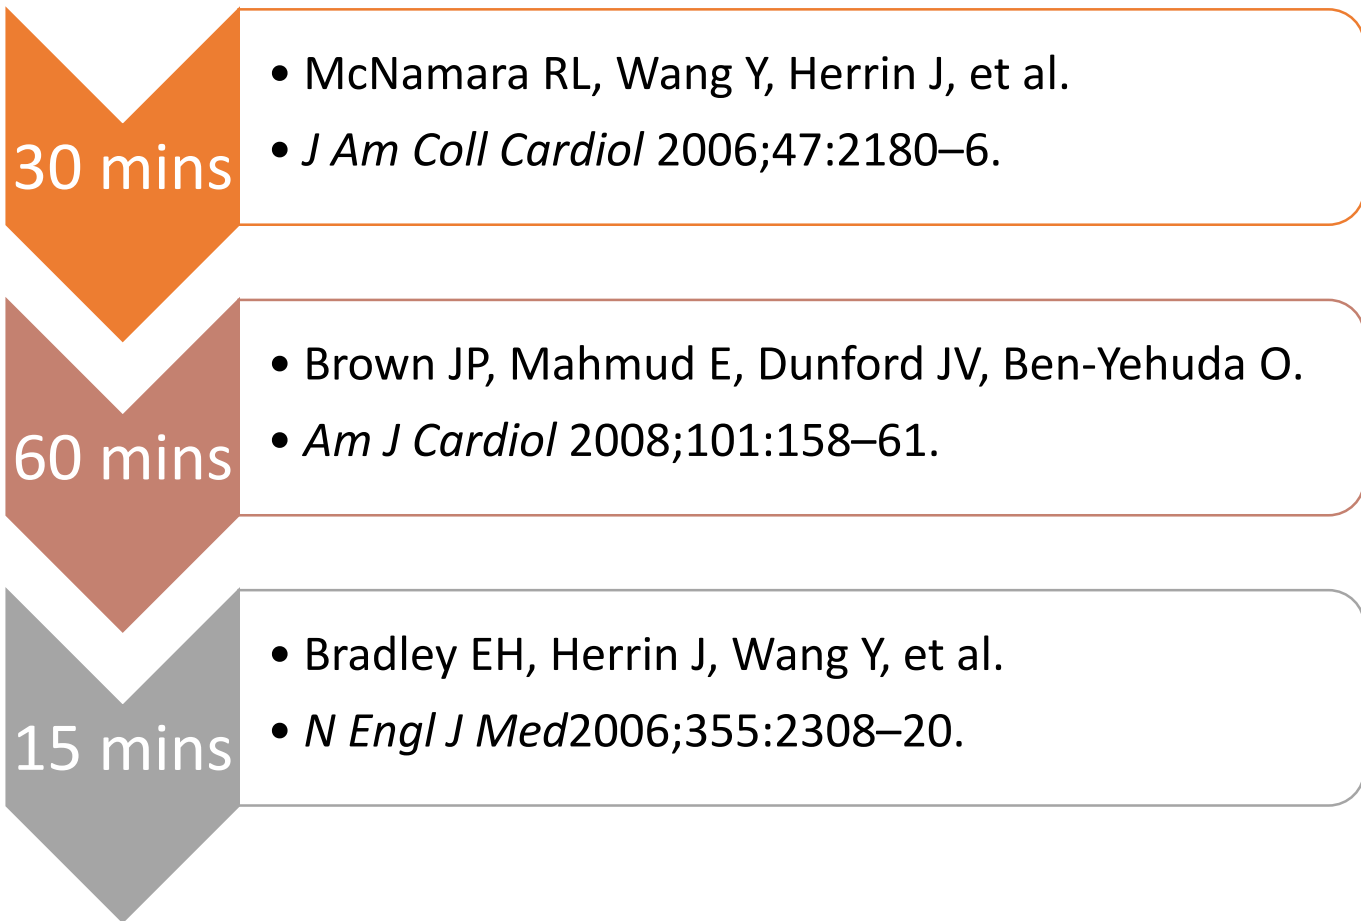 30 mins
• McNamara RL, Wang Y, Herrin J, et al.
• J Am Coll Cardiol 2006;47:2180–6.
60 mins
• Brown JP, Mahmud E, Dunford JV, Ben-Yehuda O.
• Am J Cardiol 2008;101:158–61.
15 mins
• Bradley EH, Herrin J, Wang Y, et al.
• N Engl J Med2006;355:2308–20.